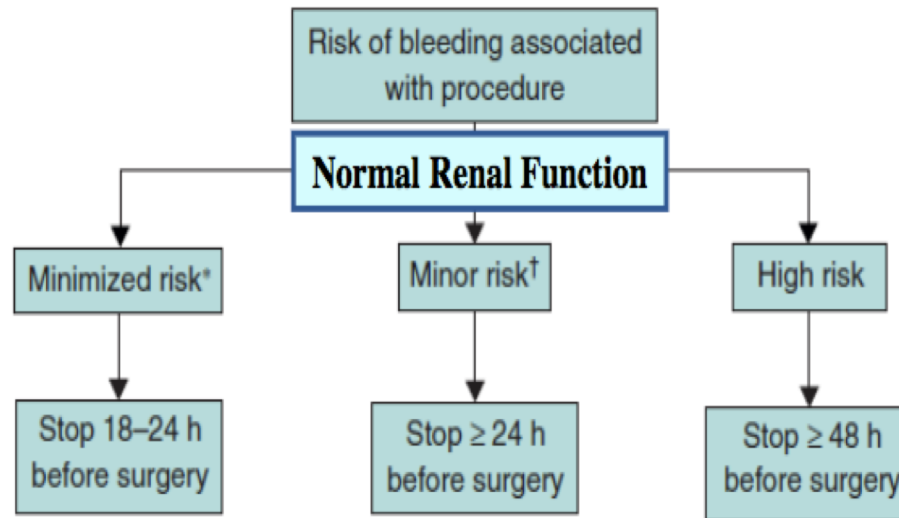 Risk of bleeding associated
with procedure
Normal Renal Function
Minimized risk*
Minor risk†
High risk
Stop 18–24 h
before surgery
Stop ≥ 24 h
before surgery
Stop ≥ 48 h
before surgery